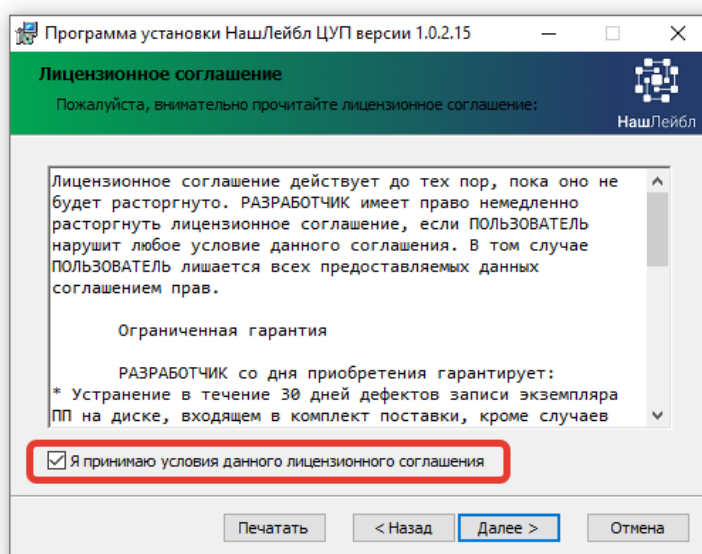 Программа установки НашЛейбл ЦУП версии 1.0.2.15
Лицензионное соглашение
Пожалуйста, внимательно прочитайте лицензионное соглашение:
НашЛейбл
Лицензионное соглашение действует до тех пор, пока оно не
будет расторгнуто. РАЗРАБОТЧИК имеет право немедленно
расторгнуть лицензионное соглашение, если ПОЛЬЗОВАТЕЛЬ
нарушит любое условие данного соглашения. В том случае
ПОЛЬЗОВАТЕЛЬ лишается всех предоставляемых данных
соглашением прав.
Ограниченная гарантия
РАЗРАБОТЧИК со дня приобретения гарантирует:
* Устранение в течение 30 дней дефектов записи экземпляра
ПП на диске, входящем в комплект поставки, кроме случаев
Я принимаю условия данного лицензионного соглашения
Печатать < Назад Далее > Отмена